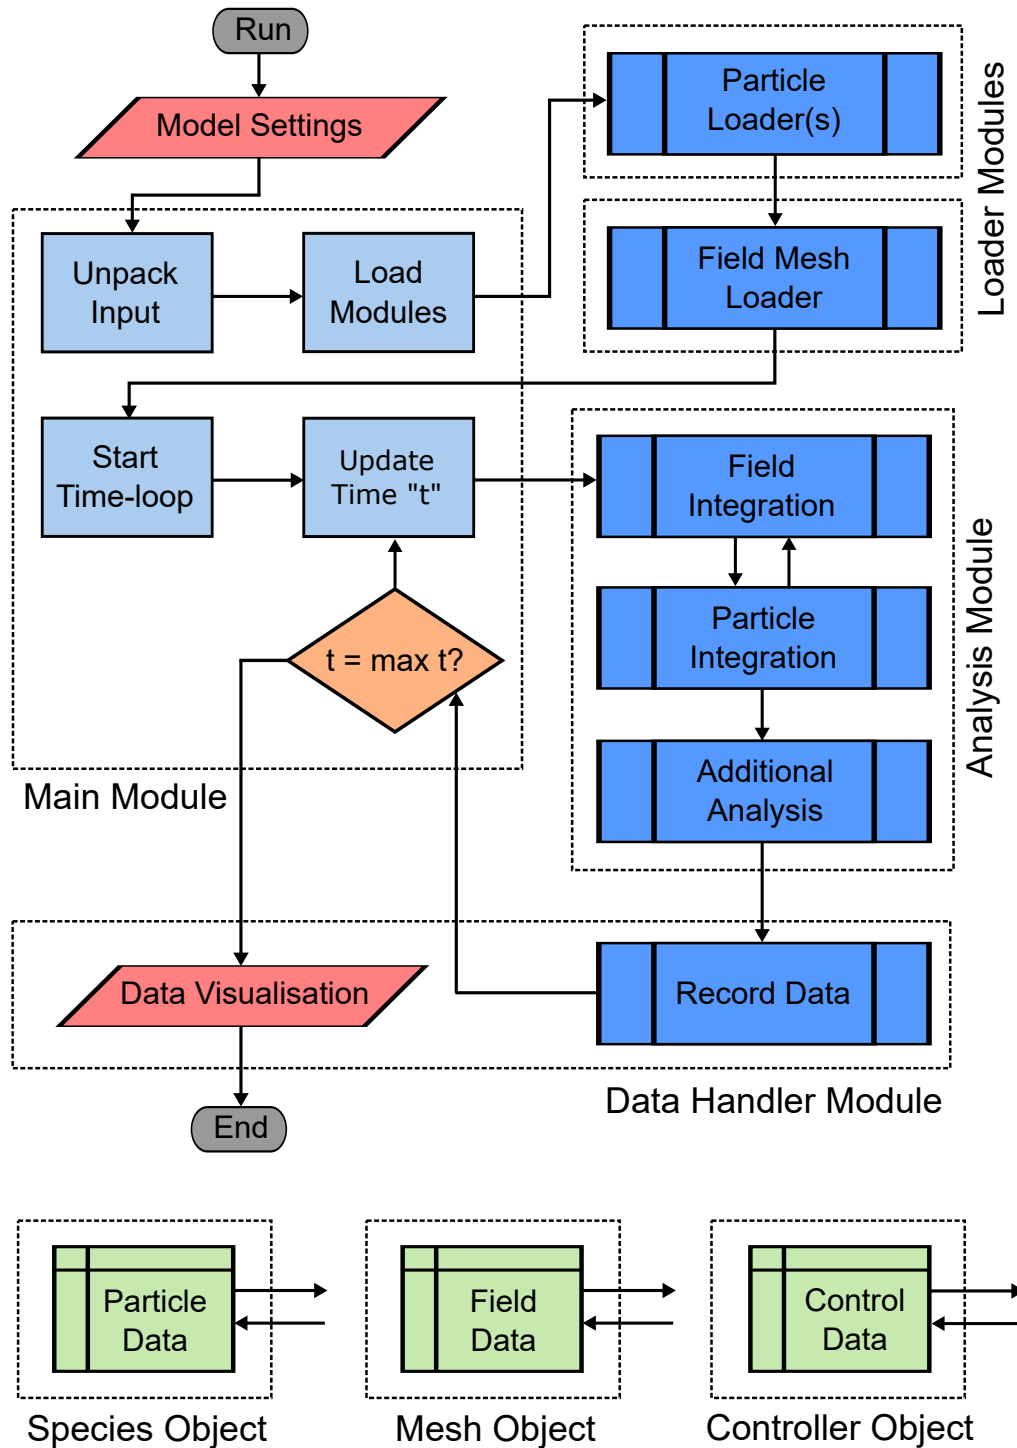 Run
Model Settings
Particle
Loader(s)
Field Mesh
Loader
Loader Modules
Unpack
Input
Load
Modules
Start
Time-loop
Update
Time "t"
t = max t?
Main Module
Field
Integration
Particle
Integration
Additional
Analysis
Analysis Module
Data Visualisation
Record Data
Data Handler Module
End
Particle
Data
Species Object
Field
Data
Mesh Object
Control
Data
Controller Object